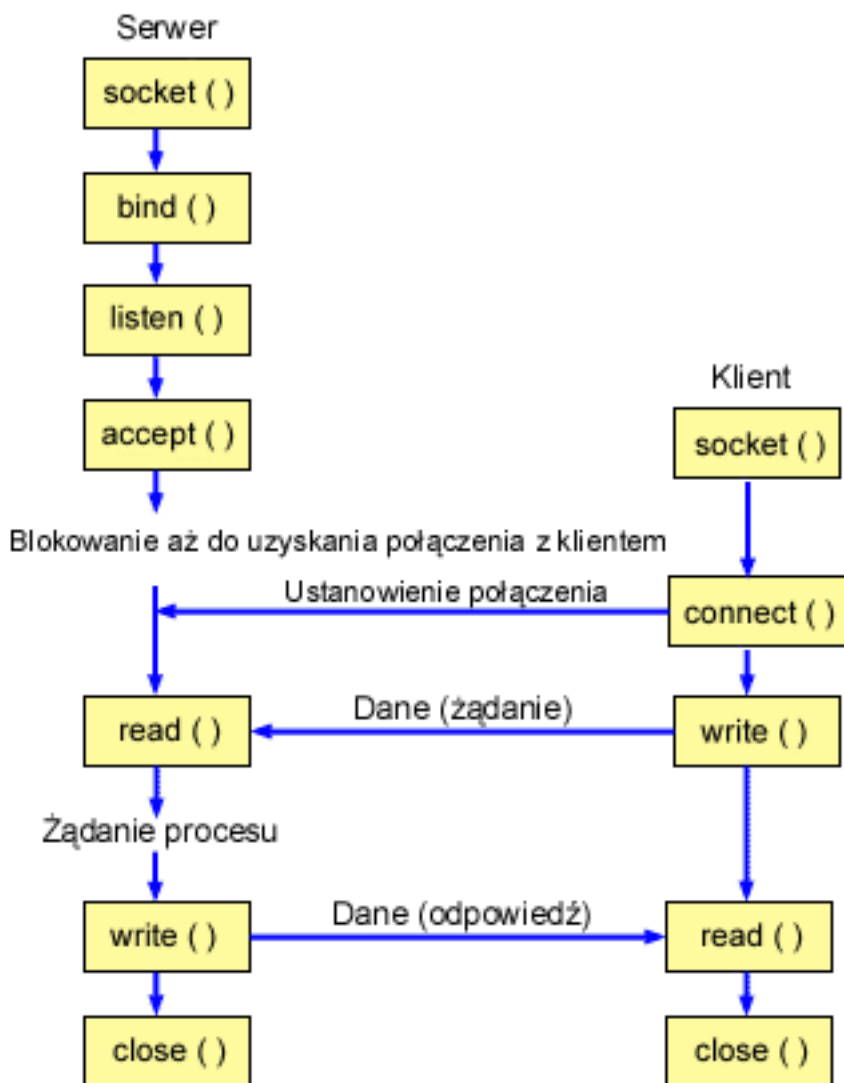 Serwer
socket ( )
bind ( )
listen ( )
Klient
accept ( )
socket ( )
Blokowanie aż do uzyskania połączenia z klientem
Ustanowienie połączenia
connect ( )
Dane (żądanie)
read ( )
write ( )
Żądanie procesu
Dane (odpowiedź)
write ( )
read ( )
close ( )
close ( )